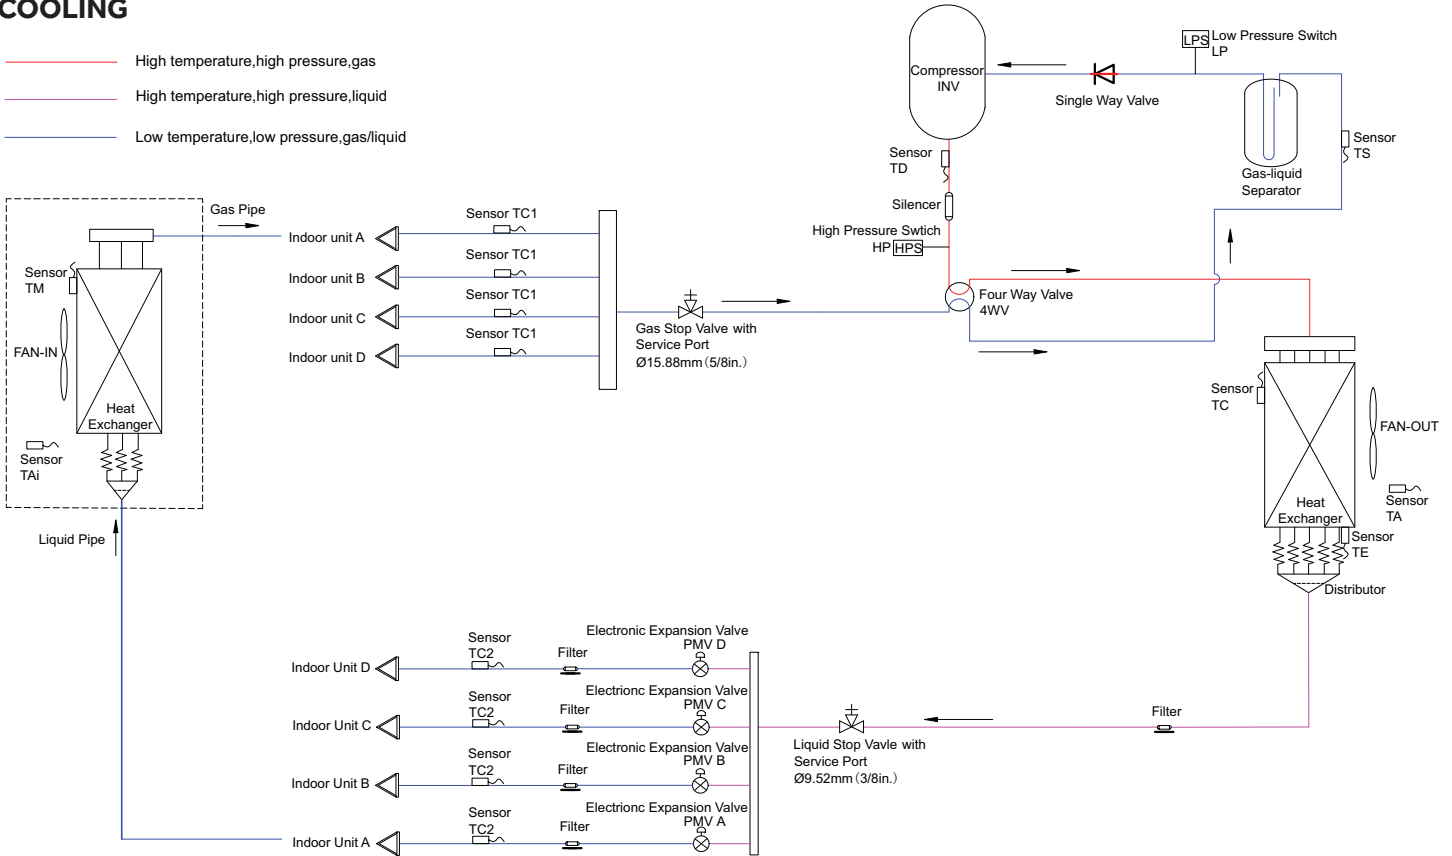 COOLING
High temperature,high pressure,gas
High temperature,high pressure,liquid
Low temperature,low pressure,gas/liquid
Compressor
INV
LPS
Low Pressure Switch
LP
Single Way Valve
Sensor
TS
Gas-liquid
Separator
Sensor
TD
Silencer
High Pressure Swtich
HP HPS
Four Way Valve
4WV
Gas Pipe
Sensor
TM
FAN-IN
Heat
Exchanger
Sensor
TAi
Liquid Pipe
Indoor unit A
Sensor TC1
Indoor unit B
Sensor TC1
Indoor unit C
Sensor TC1
Indoor unit D
Sensor TC1
Gas Stop Valve with
Service Port
Ø15.88mm(5/8in.)
Sensor
TC
FAN-OUT
Heat
Exchanger
Sensor
TA
Sensor
TE
Distributor
Indoor Unit D
Sensor
TC2
Filter
Electronic Expansion Valve
PMV D
Indoor Unit C
Sensor
TC2
Filter
Electrionc Expansion Valve
PMV C
Indoor Unit B
Sensor
TC2
Filter
Electronic Expansion Valve
PMV B
Indoor Unit A
Sensor
TC2
Filter
Electrionc Expansion Valve
PMV A
Liquid Stop Vavle with
Service Port
Ø9.52mm(3/8in.)
Filter